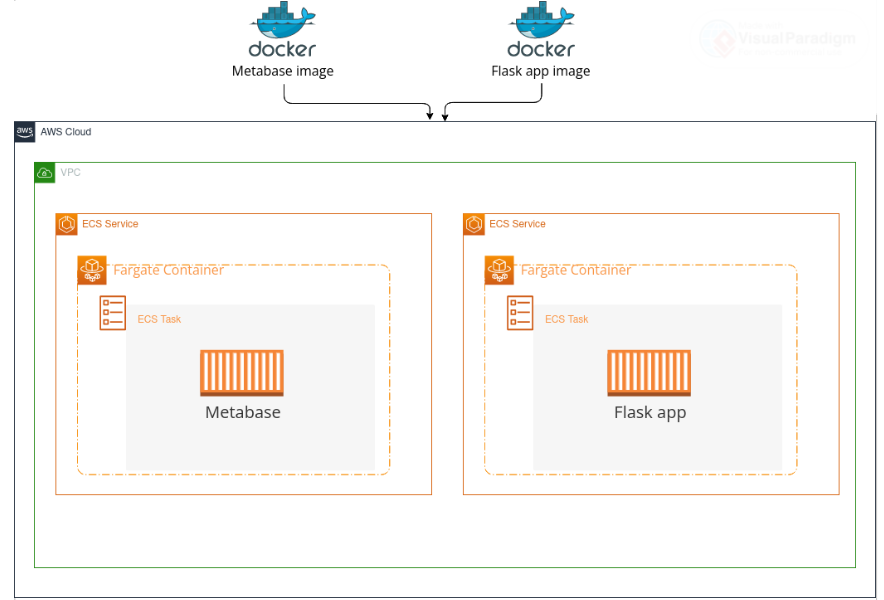 docker
docker
Metabase image
Flask app image
VisualParadigm
aws
AWS Cloud
VPC
ECS Service
ECS Service
Fargate Container
Fargate Container
ECS Task
ECS Task
Metabase
Flask app